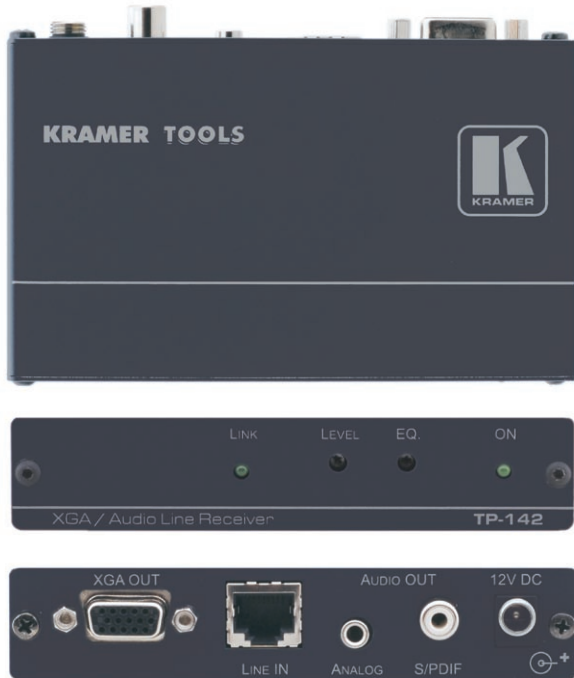 KRAMER TOOLS
K
KRAMER
LINK LEVEL EQ. ON
XGA / Audio Line Receiver TP-142
XGA OUT AUDIO OUT 12V DC
LINE IN ANALOG S/PDIF
+